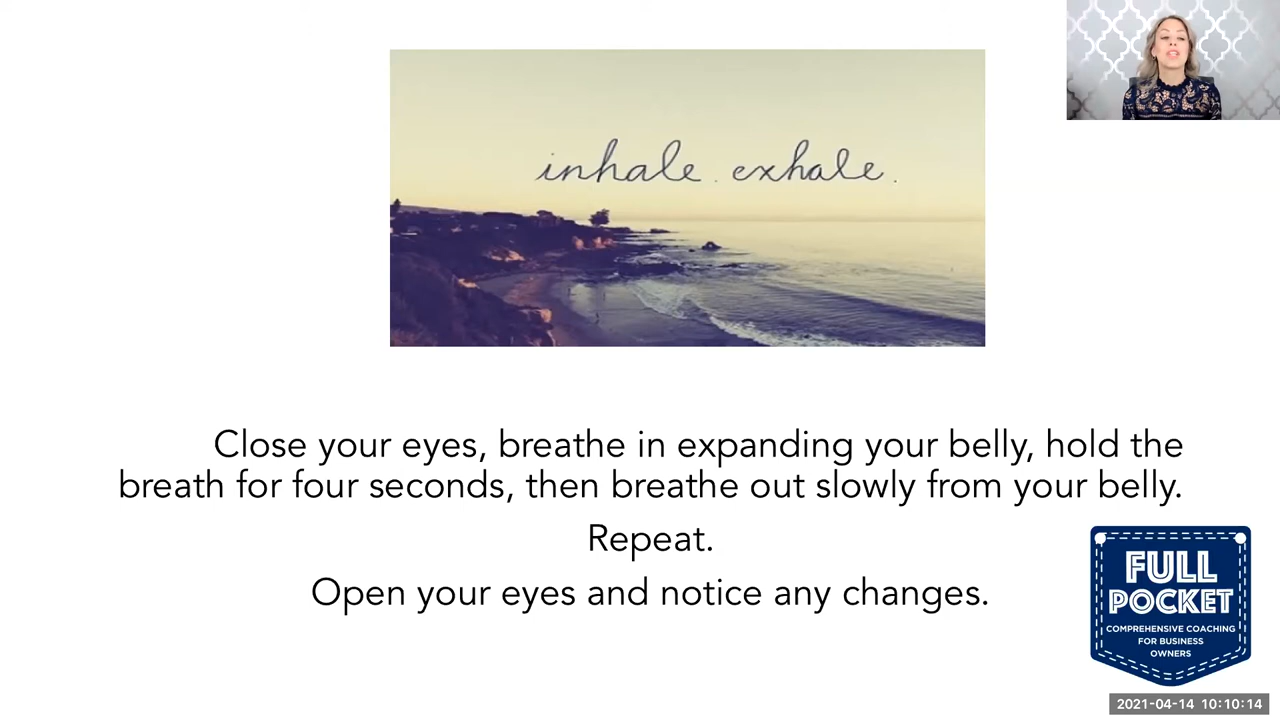 inhale . exhale.
Close your eyes, breathe in expanding your belly, hold the
breath for four seconds, then breathe out slowly from your belly.
Repeat.
Open your eyes and notice any changes.
FULL
POCKET
COMPREHENSIVE COACHING
FOR BUSINESS
OWNERS
2021-04-14 10:10:14